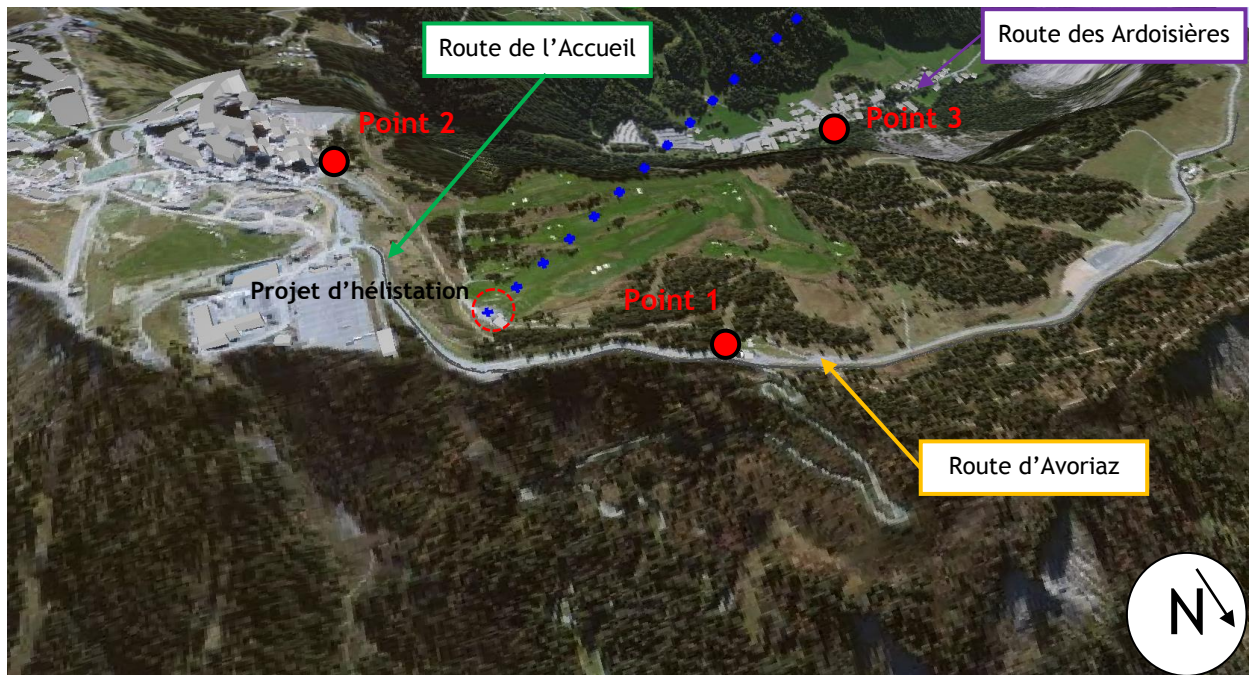 Route de l’Accueil
Route des Ardoisières
Point 2
Point 3
Projet d’hélistation
Point 1
Route d’Avoriaz
N